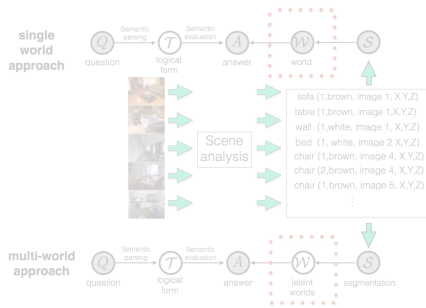 single
world
approach
Semantic
parsing
Semantic
evaluation
Q
T
A
W
S
question
logical
form
answer
world
Scene
analysis
sofa (1,brown, image 1, X,Y,Z)
table (1,brown, image 1,X,Y,Z)
wall (1,white, image 1, X,Y,Z)
bed (1, white, image 2 X,Y,Z)
chair (1,brown, image 4, X,Y,Z)
chair (2,brown, image 4, X,Y,Z)
chair (1,brown, image 5, X,Y,Z)
⋮
multi-world
approach
Semantic
parsing
Semantic
evaluation
Q
T
A
W
S
question
logical
form
answer
latent
worlds
segmentation